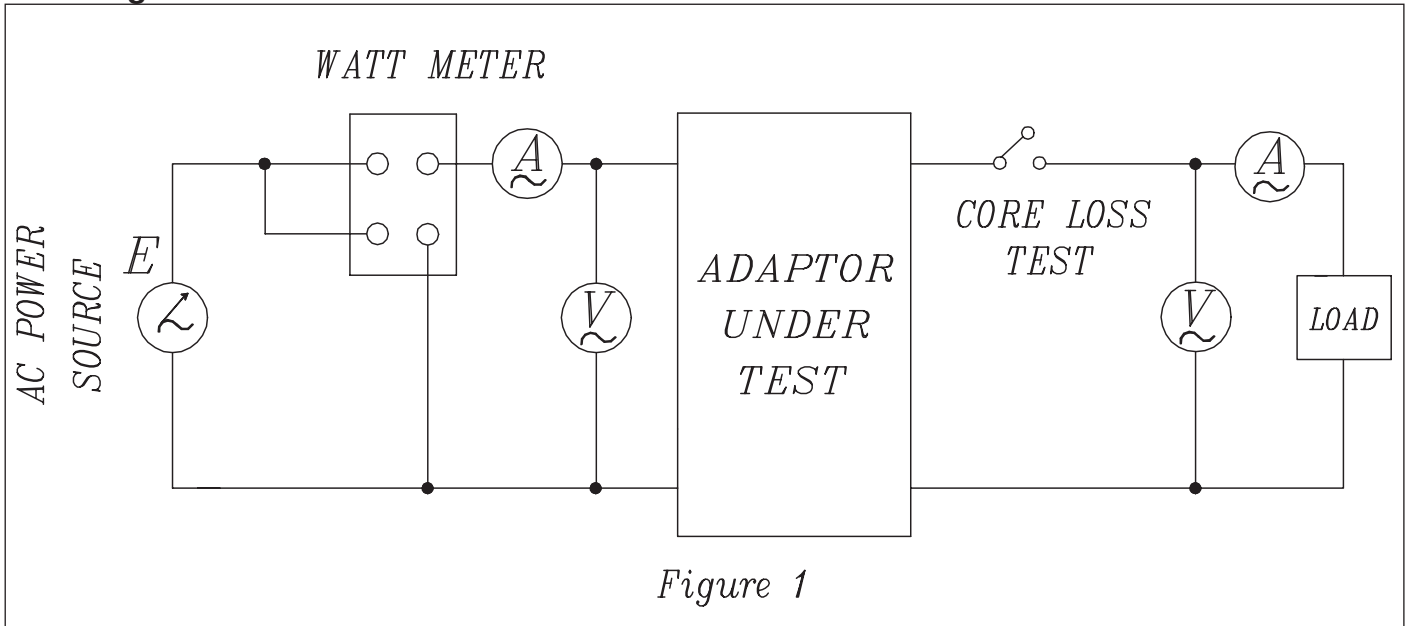 WATT METER
AC POWER
SOURCE
E
A
V
ADAPTOR
UNDER
TEST
CORE LOSS
TEST
A
V
LOAD
Figure 1